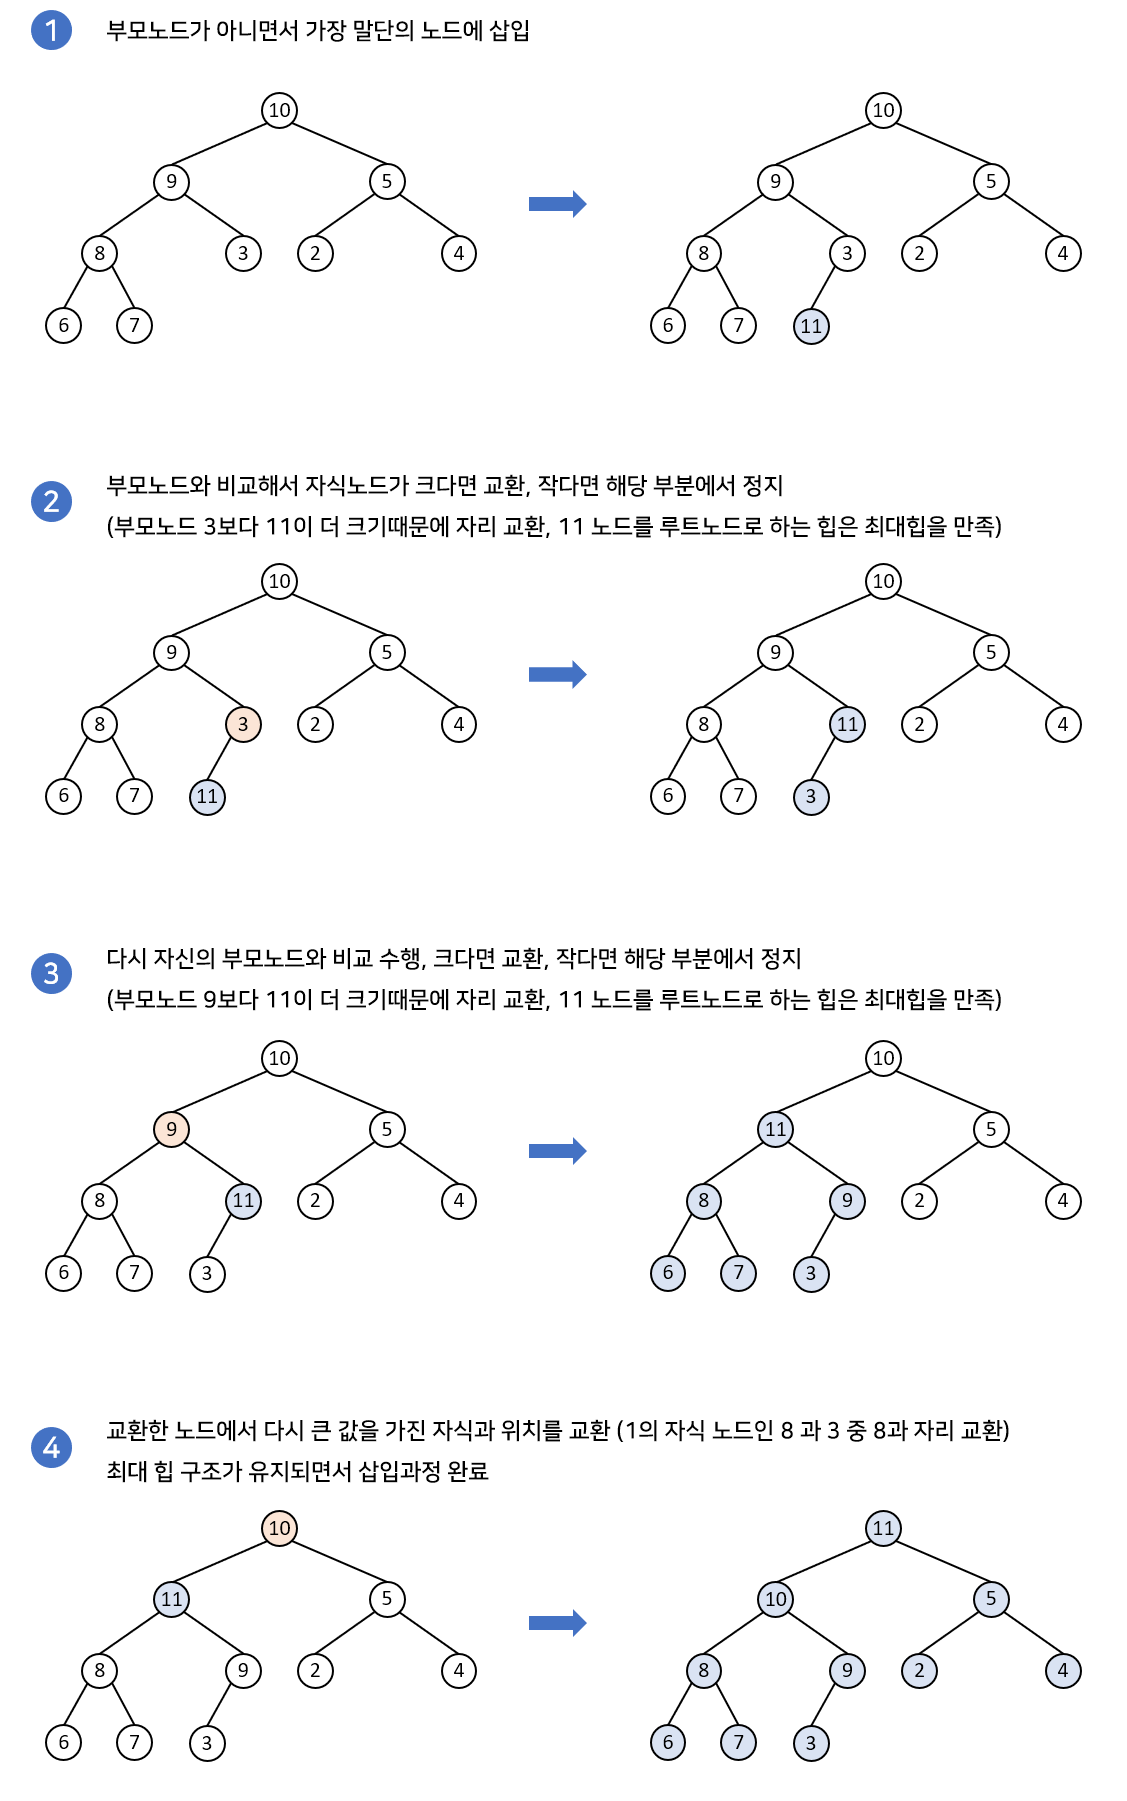 1 부모노드가 아니면서 가장 말단의 노드에 삽입
10 10
9 5 9 5
8 3 2 4 8 3 2 4
6 7 6 7 11
2 부모노드와 비교해서 자식노드가 크다면 교환, 작다면 해당 부분에서 정지
(부모노드 3보다 11이 더 크기때문에 자리 교환, 11 노드를 루트노드로 하는 힙은 최대힙을 만족)
10 10
9 5 9 5
8 3 2 4 8 11 2 4
6 7 11 6 7 3
3 다시 자신의 부모노드와 비교 수행, 크다면 교환, 작다면 해당 부분에서 정지
(부모노드 9보다 11이 더 크기때문에 자리 교환, 11 노드를 루트노드로 하는 힙은 최대힙을 만족)
10 10
9 5 11 5
8 11 2 4 8 9 2 4
6 7 3 6 7 3
4 교환한 노드에서 다시 큰 값을 가진 자식과 위치를 교환 (1의 자식 노드인 8 과 3 중 8과 자리 교환)
최대 힙 구조가 유지되면서 삽입과정 완료
10 11
11 5 10 5
8 9 2 4 8 9 2 4
6 7 3 6 7 3